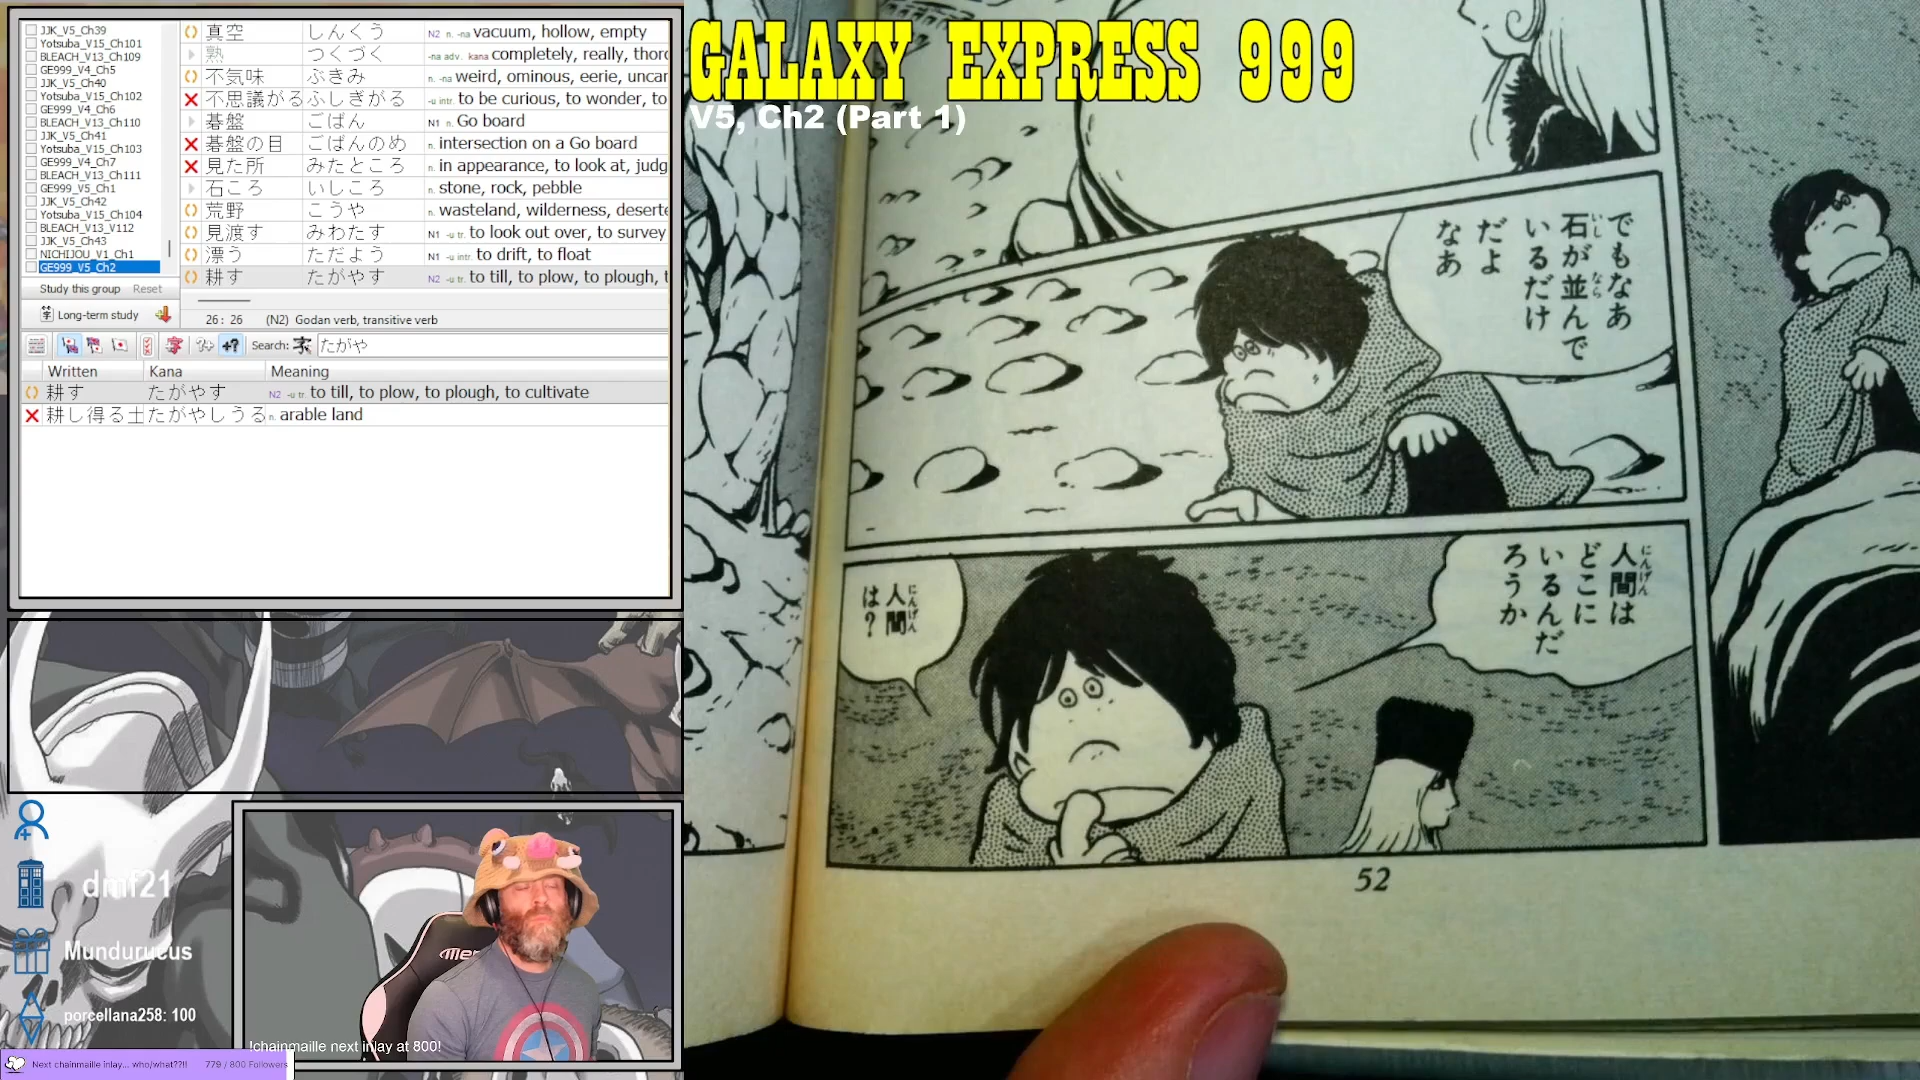 JJK_V5_Ch39
Yotsuba_V15_Ch101
BLEACH_V13_Ch109
GE999_V4_Ch5
JJK_V5_Ch40
Yotsuba_V15_Ch102
GE999_V4_Ch6
BLEACH_V13_Ch110
JJK_V5_Ch41
Yotsuba_V15_Ch103
GE999_V4_Ch7
BLEACH_V13_Ch111
GE999_V5_Ch1
JJK_V5_Ch42
Yotsuba_V15_Ch104
BLEACH_V13_V112
JJK_V5_Ch43
NICHIJOU_V1_Ch1
GE999_V5_Ch2
Study this group Reset
Long-term study
真空 しんくう N2 n. -na vacuum, hollow, empty
熟 つくづく -na adv. kana completely, really, thoro
不気味 ぶきみ n. -na weird, ominous, eerie, uncan
不思議がる ふしぎがる -u intr. to be curious, to wonder, to
碁盤 ごばん N1 n. Go board
碁盤の目 ごばんのめ n. intersection on a Go board
見た所 みたところ n. in appearance, to look at, judg
石ころ いしころ n. stone, rock, pebble
荒野 こうや n. wasteland, wilderness, deserte
見渡す みわたす N1 -u tr. to look out over, to survey
漂う ただよう N1 -u intr. to drift, to float
耕す たがやす N2 -u tr. to till, to plow, to plough, t
26: 26 (N2) Godan verb, transitive verb
Search: たがや
Written Kana Meaning
耕す たがやす N2 -u tr. to till, to plow, to plough, to cultivate
耕し得る土 たがやしうる n. arable land
GALAXY EXPRESS 999
V5, Ch2 (Part 1)
でもなあ
石が並んで
いるだけ
だよ
なあ
人間は
どこに
いるんだ
ろうか
人間
は?
52
dmf21
Mundurucus
porcellana258: 100
!chainmaille next inlay at 800!
Next chainmaille inlay... who/what??!! 779 / 800 Followers